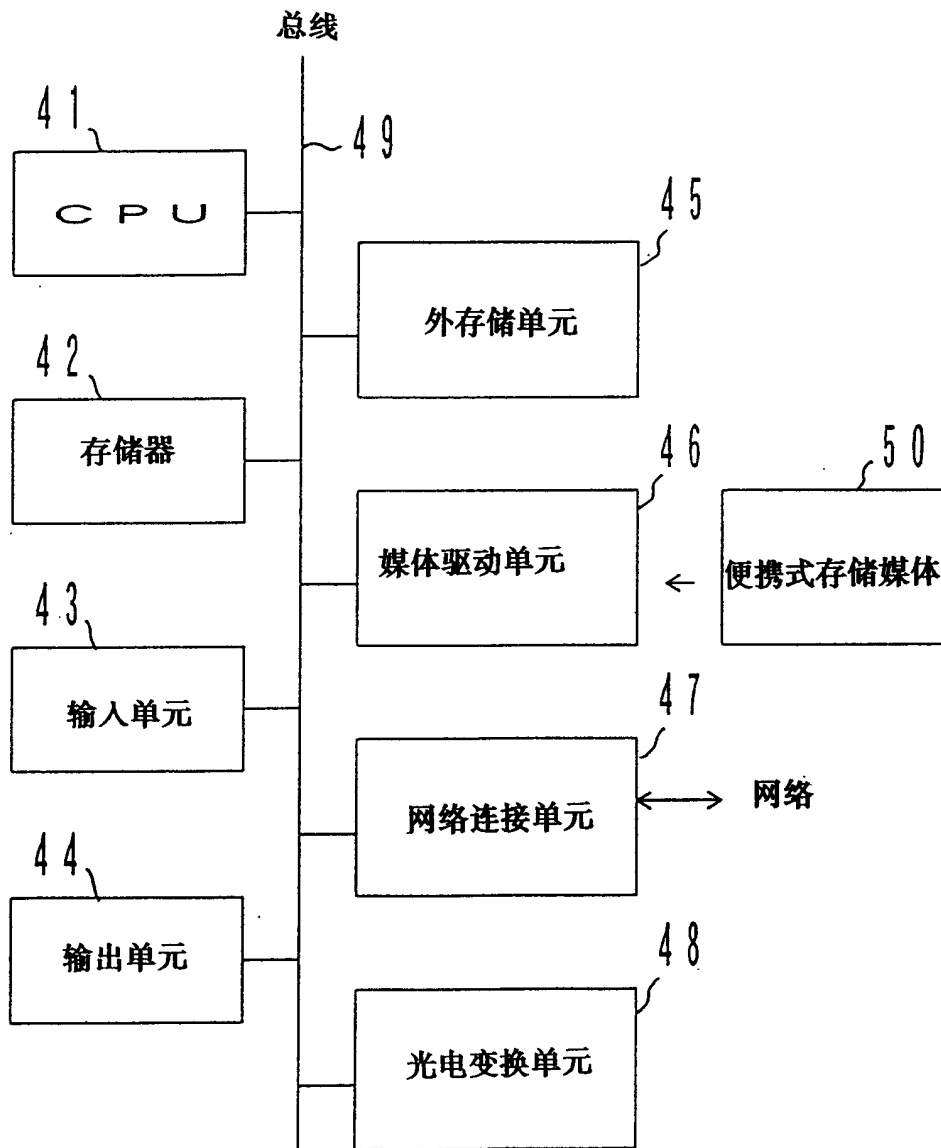 总线
41
49
CPU
45
外存储单元
42
存储器
46
50
媒体驱动单元
便携式存储媒体
43
输入单元
47
网络
网络连接单元
44
输出单元
48
光电变换单元